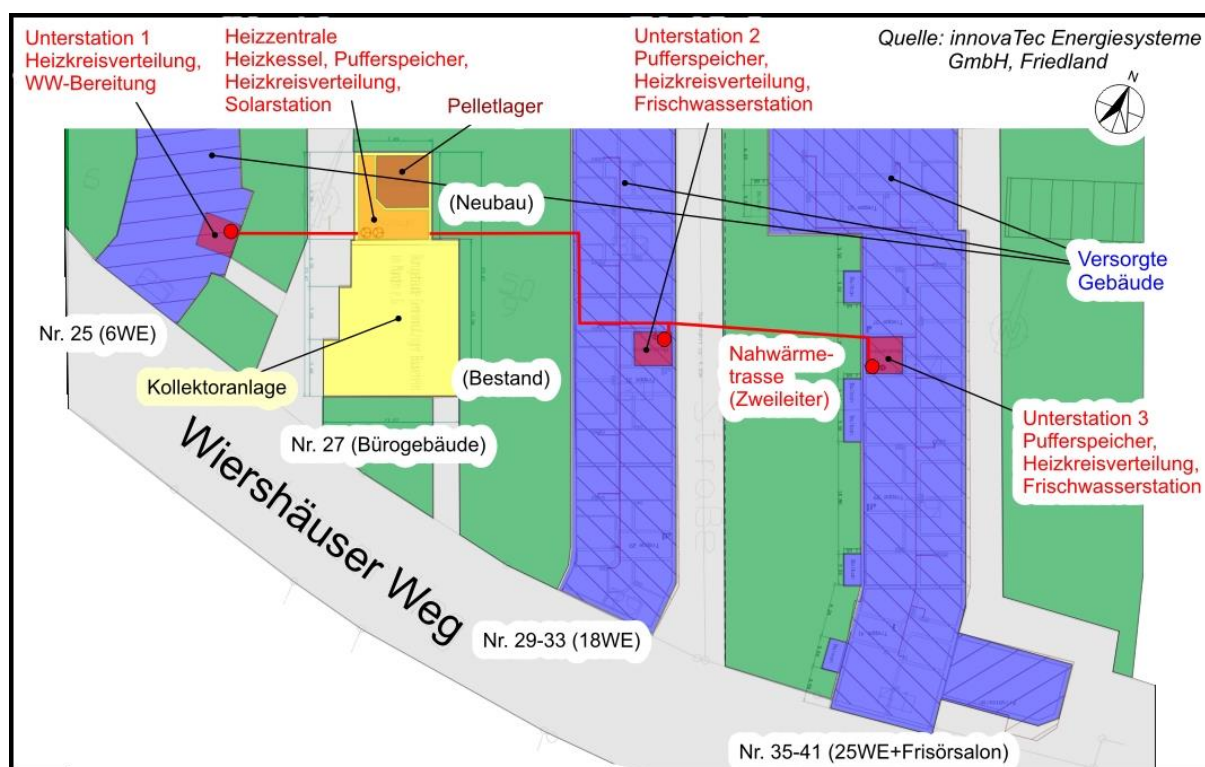 Unterstation 1
Heizkreisverteilung,
WW-Bereitung
Heizzentrale
Heizkessel, Pufferspeicher,
Heizkreisverteilung,
Solarstation
Pelletlager
Unterstation 2
Pufferspeicher,
Heizkreisverteilung,
Frischwasserstation
Quelle: innovaTec Energiesysteme
GmbH, Friedland
N
(Neubau)
Versorgte
Gebäude
Nr. 25 (6WE)
Kollektoranlage
(Bestand)
Nahwärme-
trasse
(Zweileiter)
Nr. 27 (Bürogebäude)
Unterstation 3
Pufferspeicher,
Heizkreisverteilung,
Frischwasserstation
Wiershäuser Weg
Nr. 29-33 (18WE)
Nr. 35-41 (25WE+Frisörsalon)